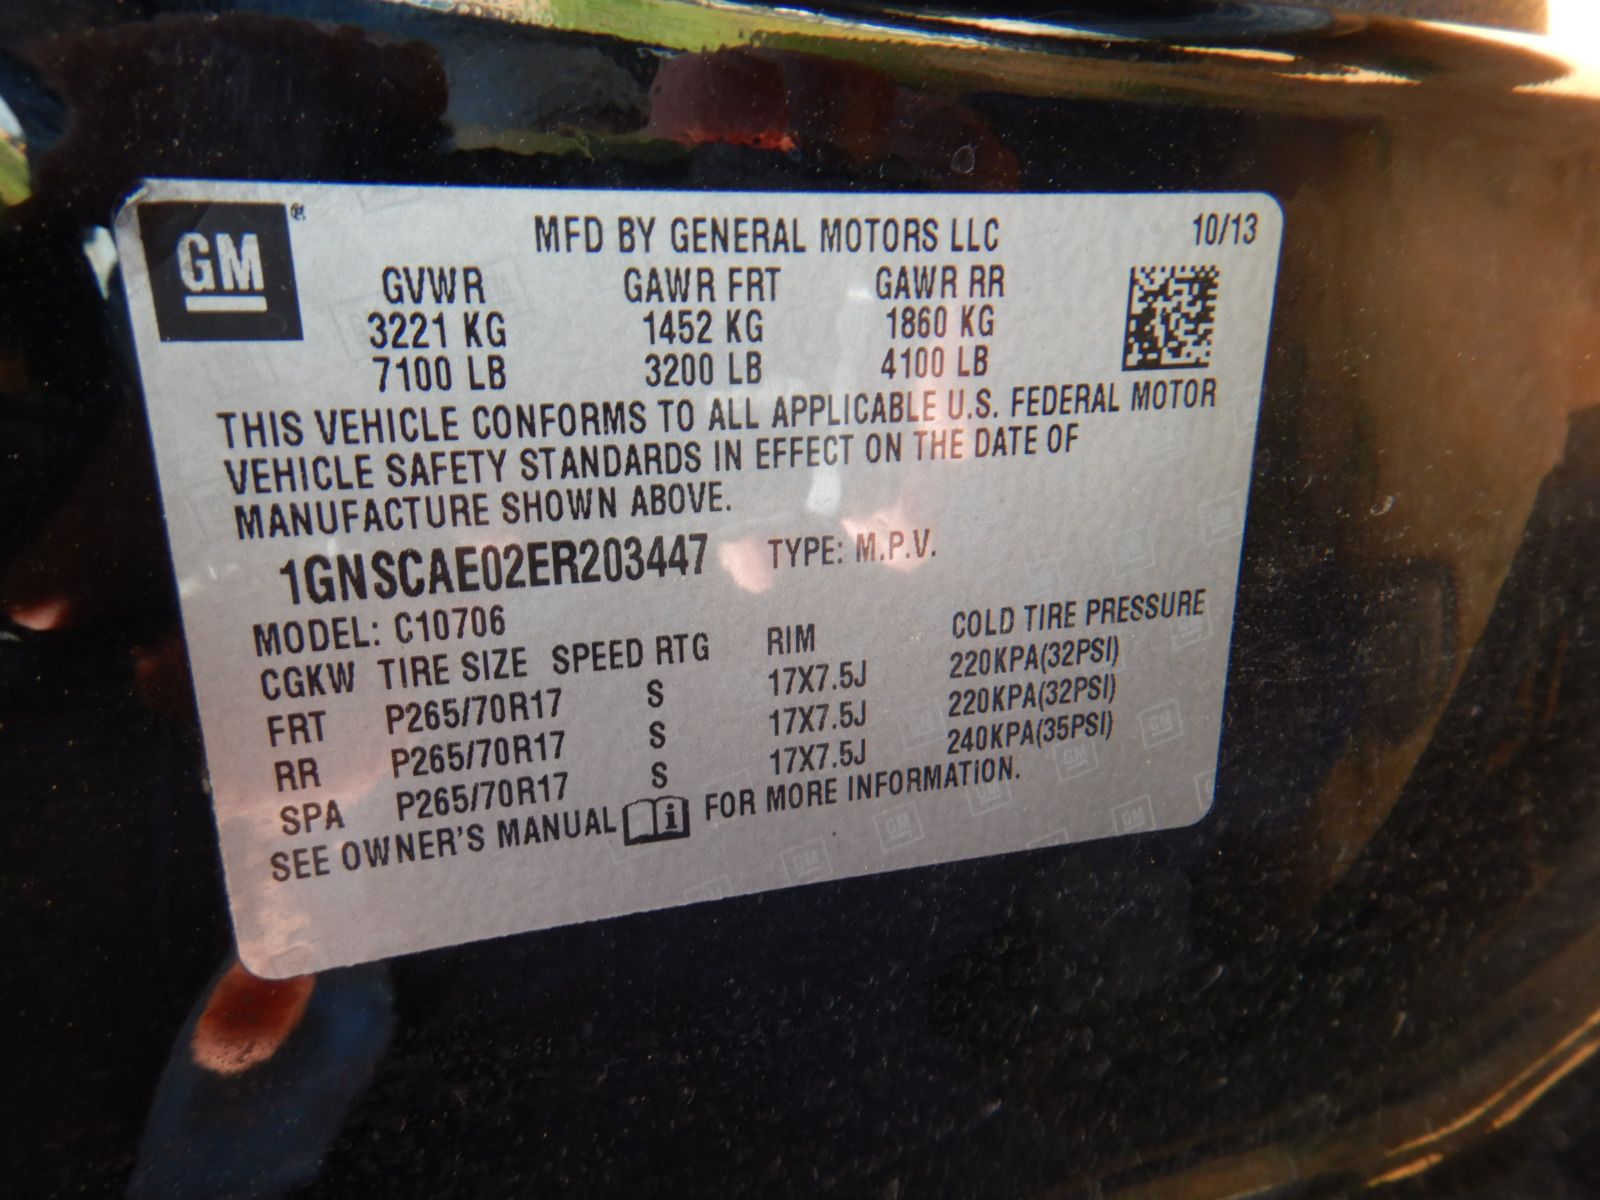 GM®
MFD BY GENERAL MOTORS LLC 10/13
GVWR GAWR FRT GAWR RR
3221 KG 1452 KG 1860 KG
7100 LB 3200 LB 4100 LB
THIS VEHICLE CONFORMS TO ALL APPLICABLE U.S. FEDERAL MOTOR
VEHICLE SAFETY STANDARDS IN EFFECT ON THE DATE OF
MANUFACTURE SHOWN ABOVE.
1GNSCAE02ER203447 TYPE: M.P.V.
MODEL: C10706
CGKW TIRE SIZE SPEED RTG RIM COLD TIRE PRESSURE
FRT P265/70R17 S 17X7.5J 220KPA(32PSI)
RR P265/70R17 S 17X7.5J 220KPA(32PSI)
SPA P265/70R17 S 17X7.5J 240KPA(35PSI)
SEE OWNER'S MANUAL i FOR MORE INFORMATION.